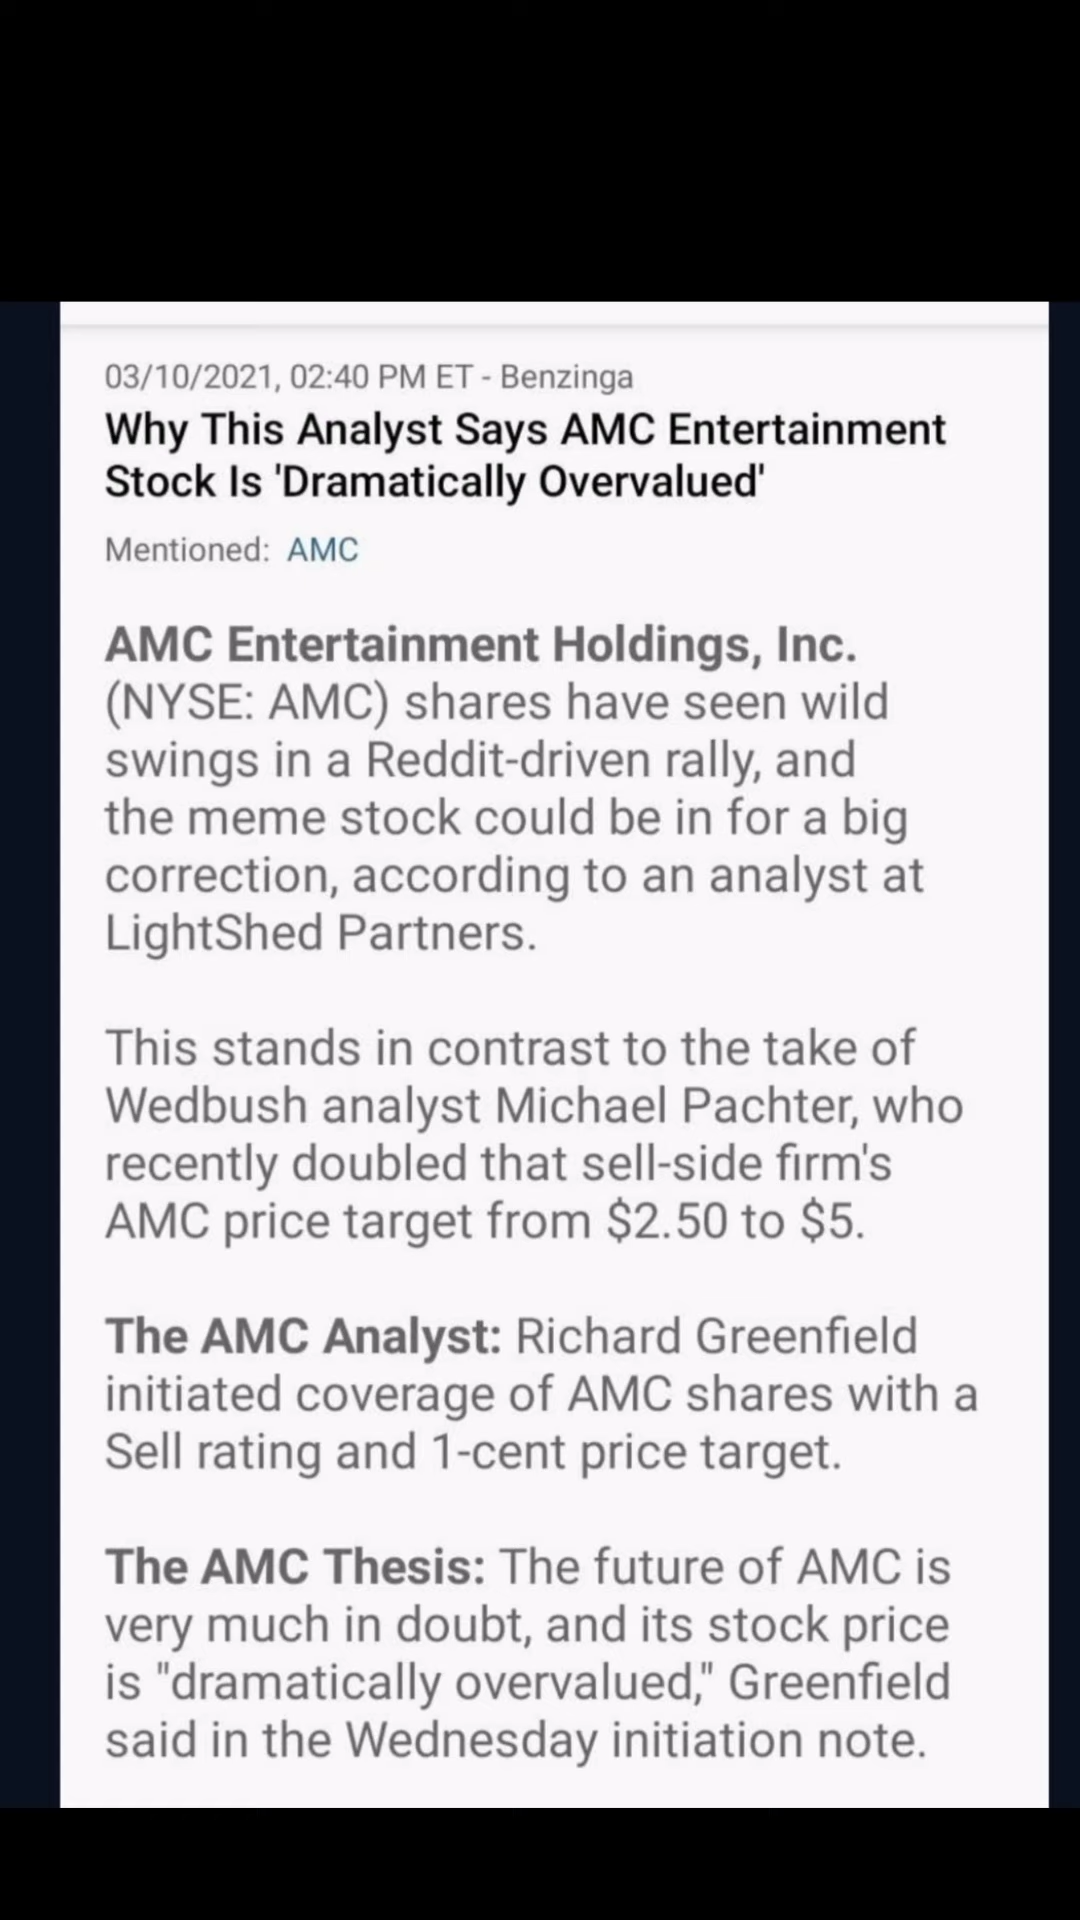 03/10/2021, 02:40 PM ET - Benzinga
Why This Analyst Says AMC Entertainment
Stock Is 'Dramatically Overvalued'
Mentioned: AMC
AMC Entertainment Holdings, Inc.
(NYSE: AMC) shares have seen wild
swings in a Reddit-driven rally, and
the meme stock could be in for a big
correction, according to an analyst at
LightShed Partners.
This stands in contrast to the take of
Wedbush analyst Michael Pachter, who
recently doubled that sell-side firm's
AMC price target from $2.50 to $5.
The AMC Analyst: Richard Greenfield
initiated coverage of AMC shares with a
Sell rating and 1-cent price target.
The AMC Thesis: The future of AMC is
very much in doubt, and its stock price
is "dramatically overvalued," Greenfield
said in the Wednesday initiation note.